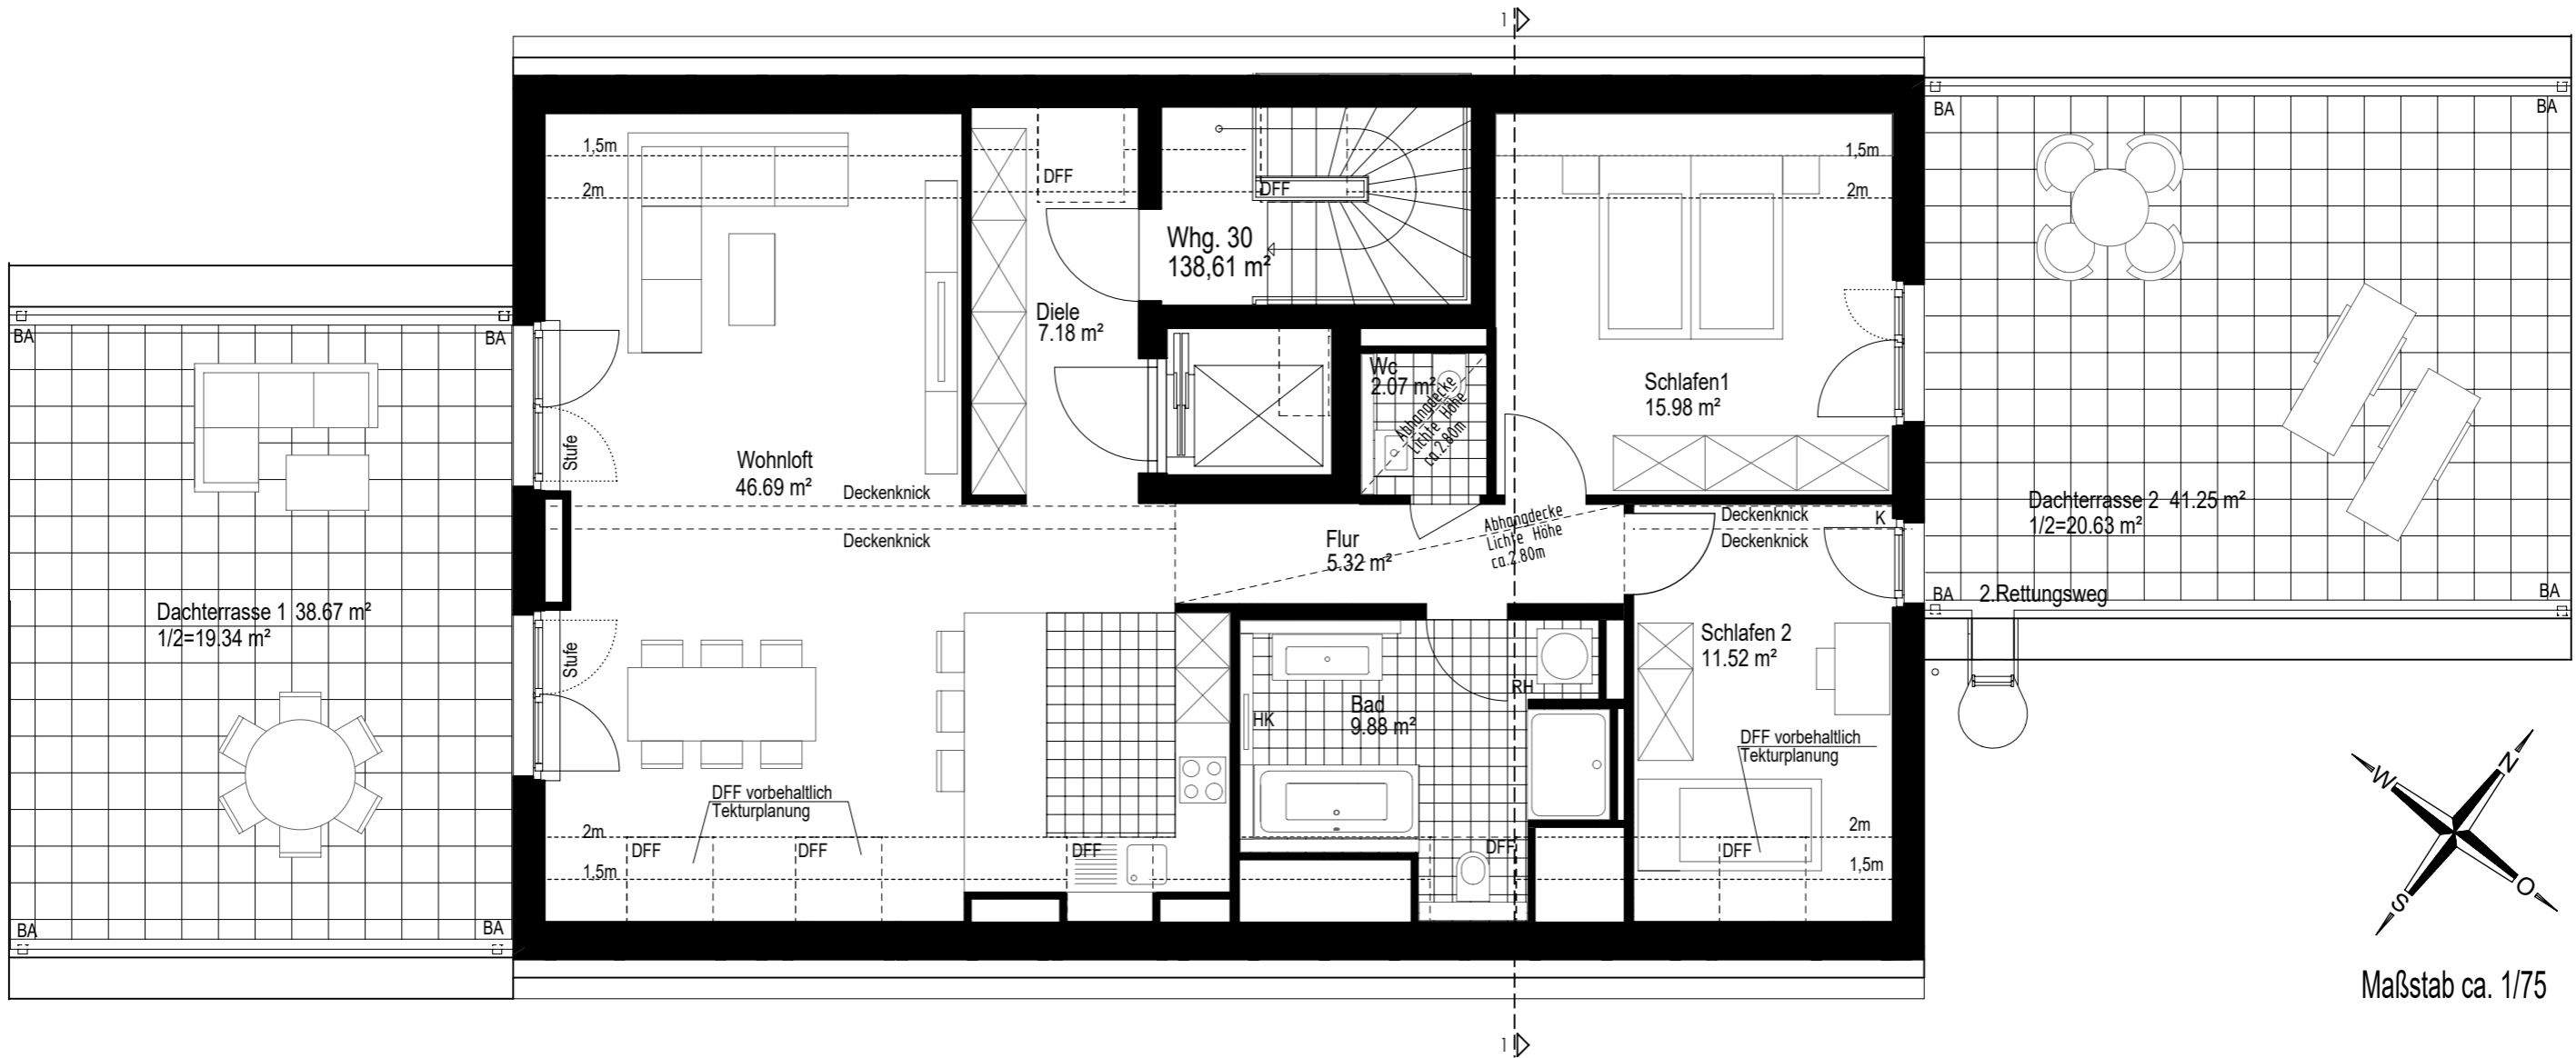 1
BA
BA
1,5m
2m
DFF
DFF
1,5m
2m
Whg. 30
138,61 m²
Diele
7.18 m²
BA
BA
Wc
2.07 m²
Abhangdecke
Lichte Höhe
ca.2.80m
Schlafen1
15.98 m²
Stufe
Wohnloft
46.69 m²
Deckenknick
Deckenknick
Flur
5.32 m²
Abhangdecke
Lichte Höhe
ca.2.80m
Deckenknick
Deckenknick
K
Dachterrasse 2 41.25 m²
1/2=20.63 m²
BA
BA
2.Rettungsweg
Dachterrasse 1 38.67 m²
1/2=19.34 m²
Stufe
Schlafen 2
11.52 m²
RH
Bad
9.88 m²
HK
DFF vorbehaltlich
Tekturplanung
DFF vorbehaltlich
Tekturplanung
2m
DFF
DFF
DFF
DFF
DFF
1,5m
2m
1,5m
BA
BA
N
W
O
S
Maßstab ca. 1/75
1